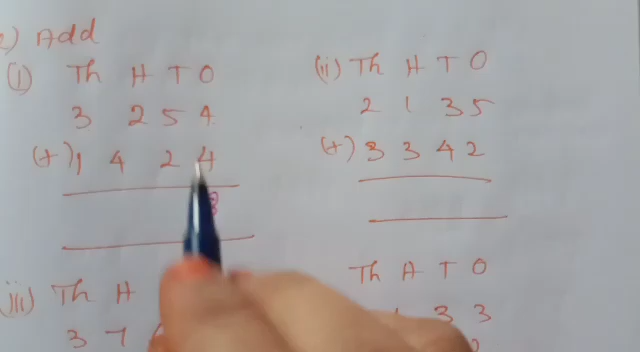 2) Add
(i) Th H T O
3 2 5 4
(+) 1 4 2 4
8
(ii) Th H T O
2 1 3 5
(+) 3 3 4 2
(iii) Th H
3 7
Th H T O
3 3